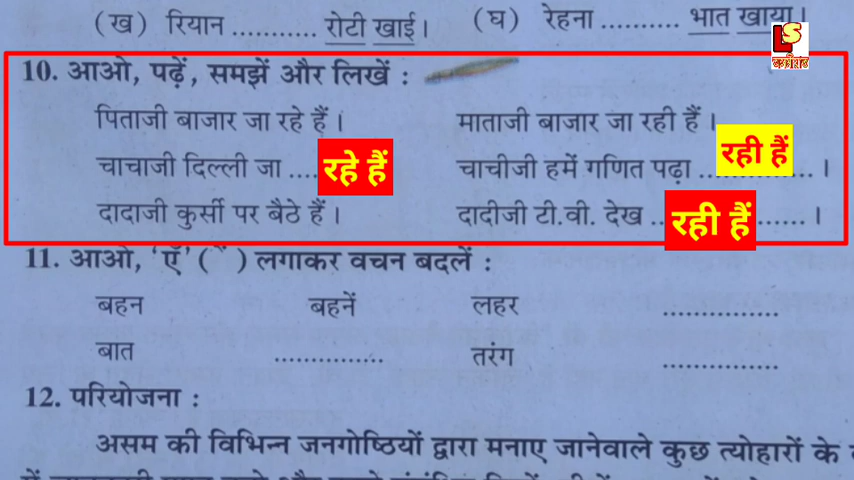 (ख) रियान ............ रोटी खाई। (घ) रेहना ........... भात खाया।
LS
10. आओ, पढ़ें, समझें और लिखें :
पिताजी बाजार जा रहे हैं। माताजी बाजार जा रही हैं।
चाचाजी दिल्ली जा .... रहे हैं चाचीजी हमें गणित पढ़ा .. रही हैं ........ ।
दादाजी कुर्सी पर बैठे हैं। दादीजी टी.वी. देख .. रही हैं ....... ।
11. आओ, 'एँ' ( ें ) लगाकर वचन बदलें :
बहन बहनें लहर ................
बात ............... तरंग ................
12. परियोजना :
असम की विभिन्न जनगोष्ठियों द्वारा मनाए जानेवाले कुछ त्योहारों के